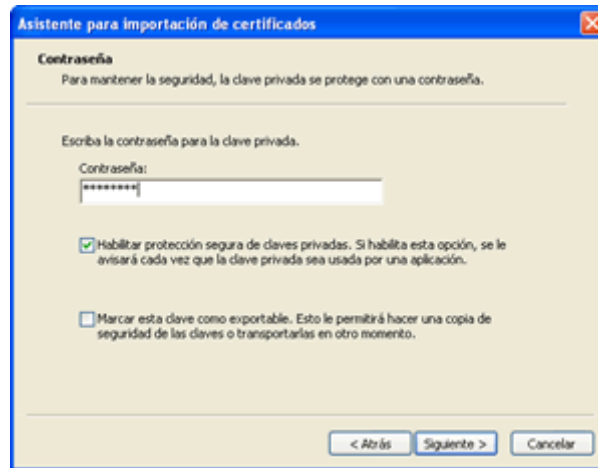 Asistente para importación de certificados
Contraseña
Para mantener la seguridad, la clave privada se protege con una contraseña.
Escriba la contraseña para la clave privada.
Contraseña:
********
Habilitar protección segura de claves privadas. Si habilita esta opción, se le
avisará cada vez que la clave privada sea usada por una aplicación.
Marcar esta clave como exportable. Esto le permitirá hacer una copia de
seguridad de las claves o transportarlas en otro momento.
< Atrás Siguiente > Cancelar